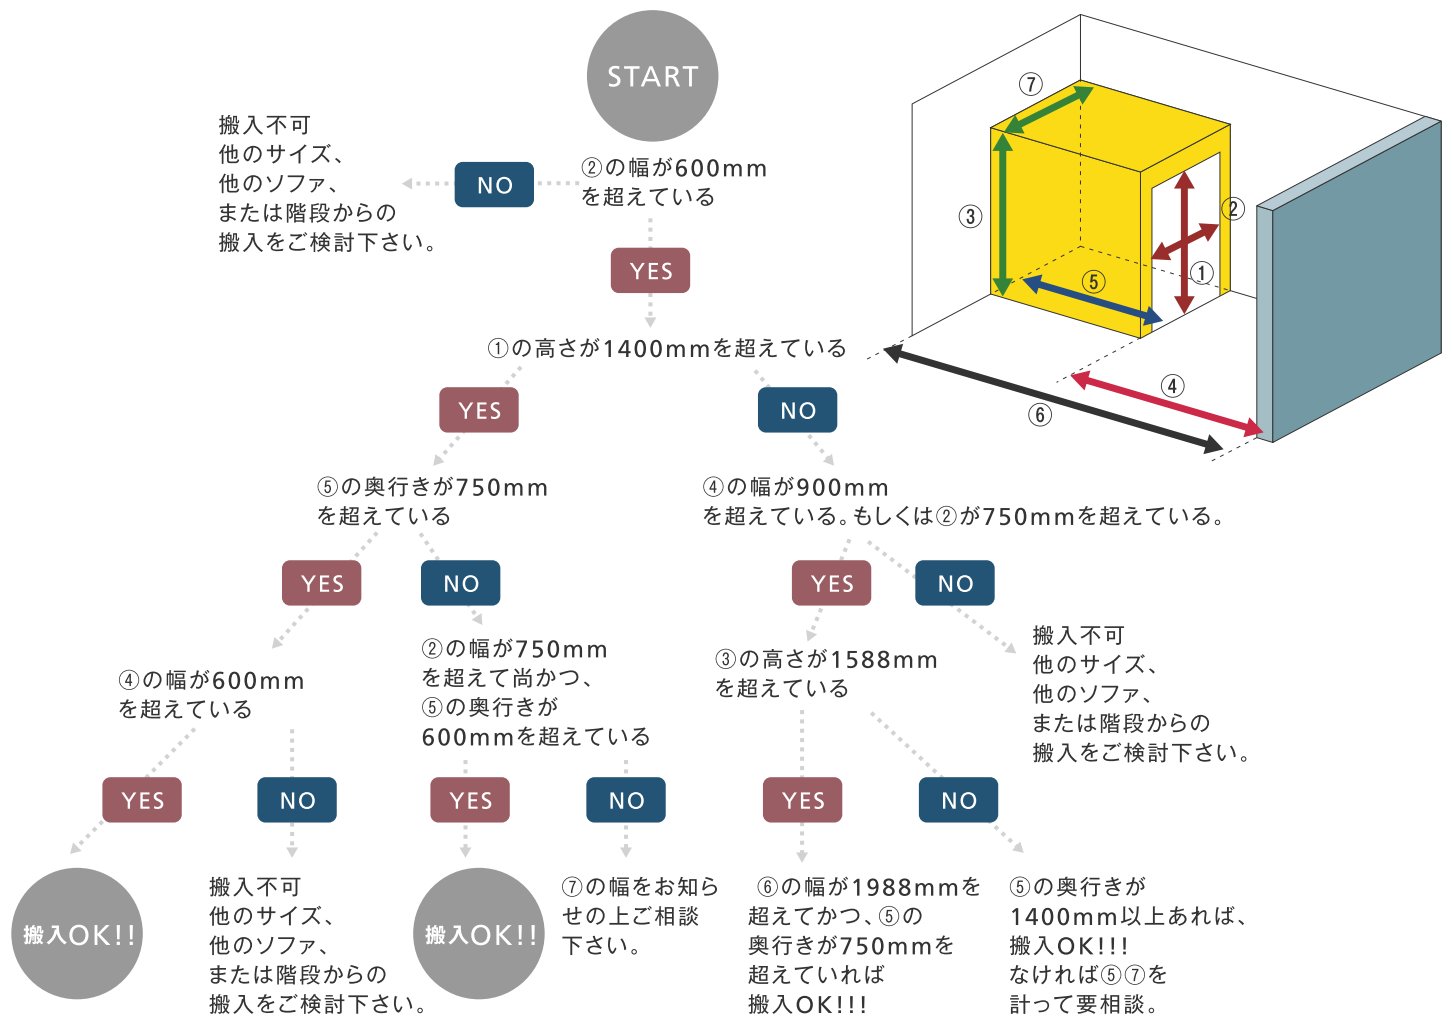 START
搬入不可
他のサイズ、
他のソファ、
または階段からの
搬入をご検討下さい。
NO
②の幅が600mm
を超えている
YES
①の高さが1400mmを超えている
YES
NO
⑤の奥行きが750mm
を超えている
④の幅が900mm
を超えている。もしくは②が750mmを超えている。
YES
NO
YES
NO
④の幅が600mm
を超えている
②の幅が750mm
を超えて尚かつ、
⑤の奥行きが
600mmを超えている
③の高さが1588mm
を超えている
搬入不可
他のサイズ、
他のソファ、
または階段からの
搬入をご検討下さい。
YES
NO
YES
NO
YES
NO
搬入OK!!
搬入不可
他のサイズ、
他のソファ、
または階段からの
搬入をご検討下さい。
搬入OK!!
⑦の幅をお知ら
せの上ご相談
下さい。
⑥の幅が1988mmを
超えてかつ、⑤の
奥行きが750mmを
超えていれば
搬入OK!!!
⑤の奥行きが
1400mm以上あれば、
搬入OK!!!
なければ⑤⑦を
計って要相談。
⑦
③
②
①
⑤
④
⑥